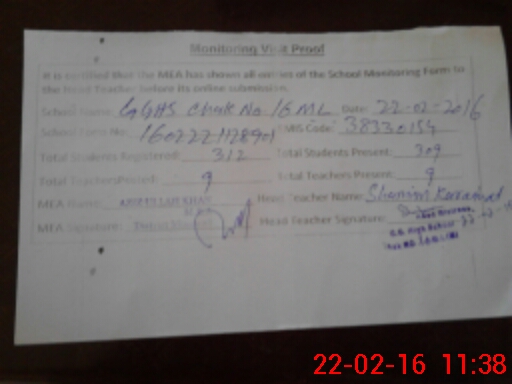 Monitoring Visit Proof
It is certified that the MEA has shown all entries of the School Monitoring Form to
the Head Teacher before its online submission.
School Name: GGHS Chak No 16 ML Date: 22-02-2016
School Form No: EMIS Code: 38330154
Total Students Registered: 312 Total Students Present: 309
Total Teachers Posted: 9 Total Teachers Present: 9
MEA Name: Head Teacher Name: Shamim
MEA Signature: Head Teacher Signature:
G.G. High School
22-02-16 11:38